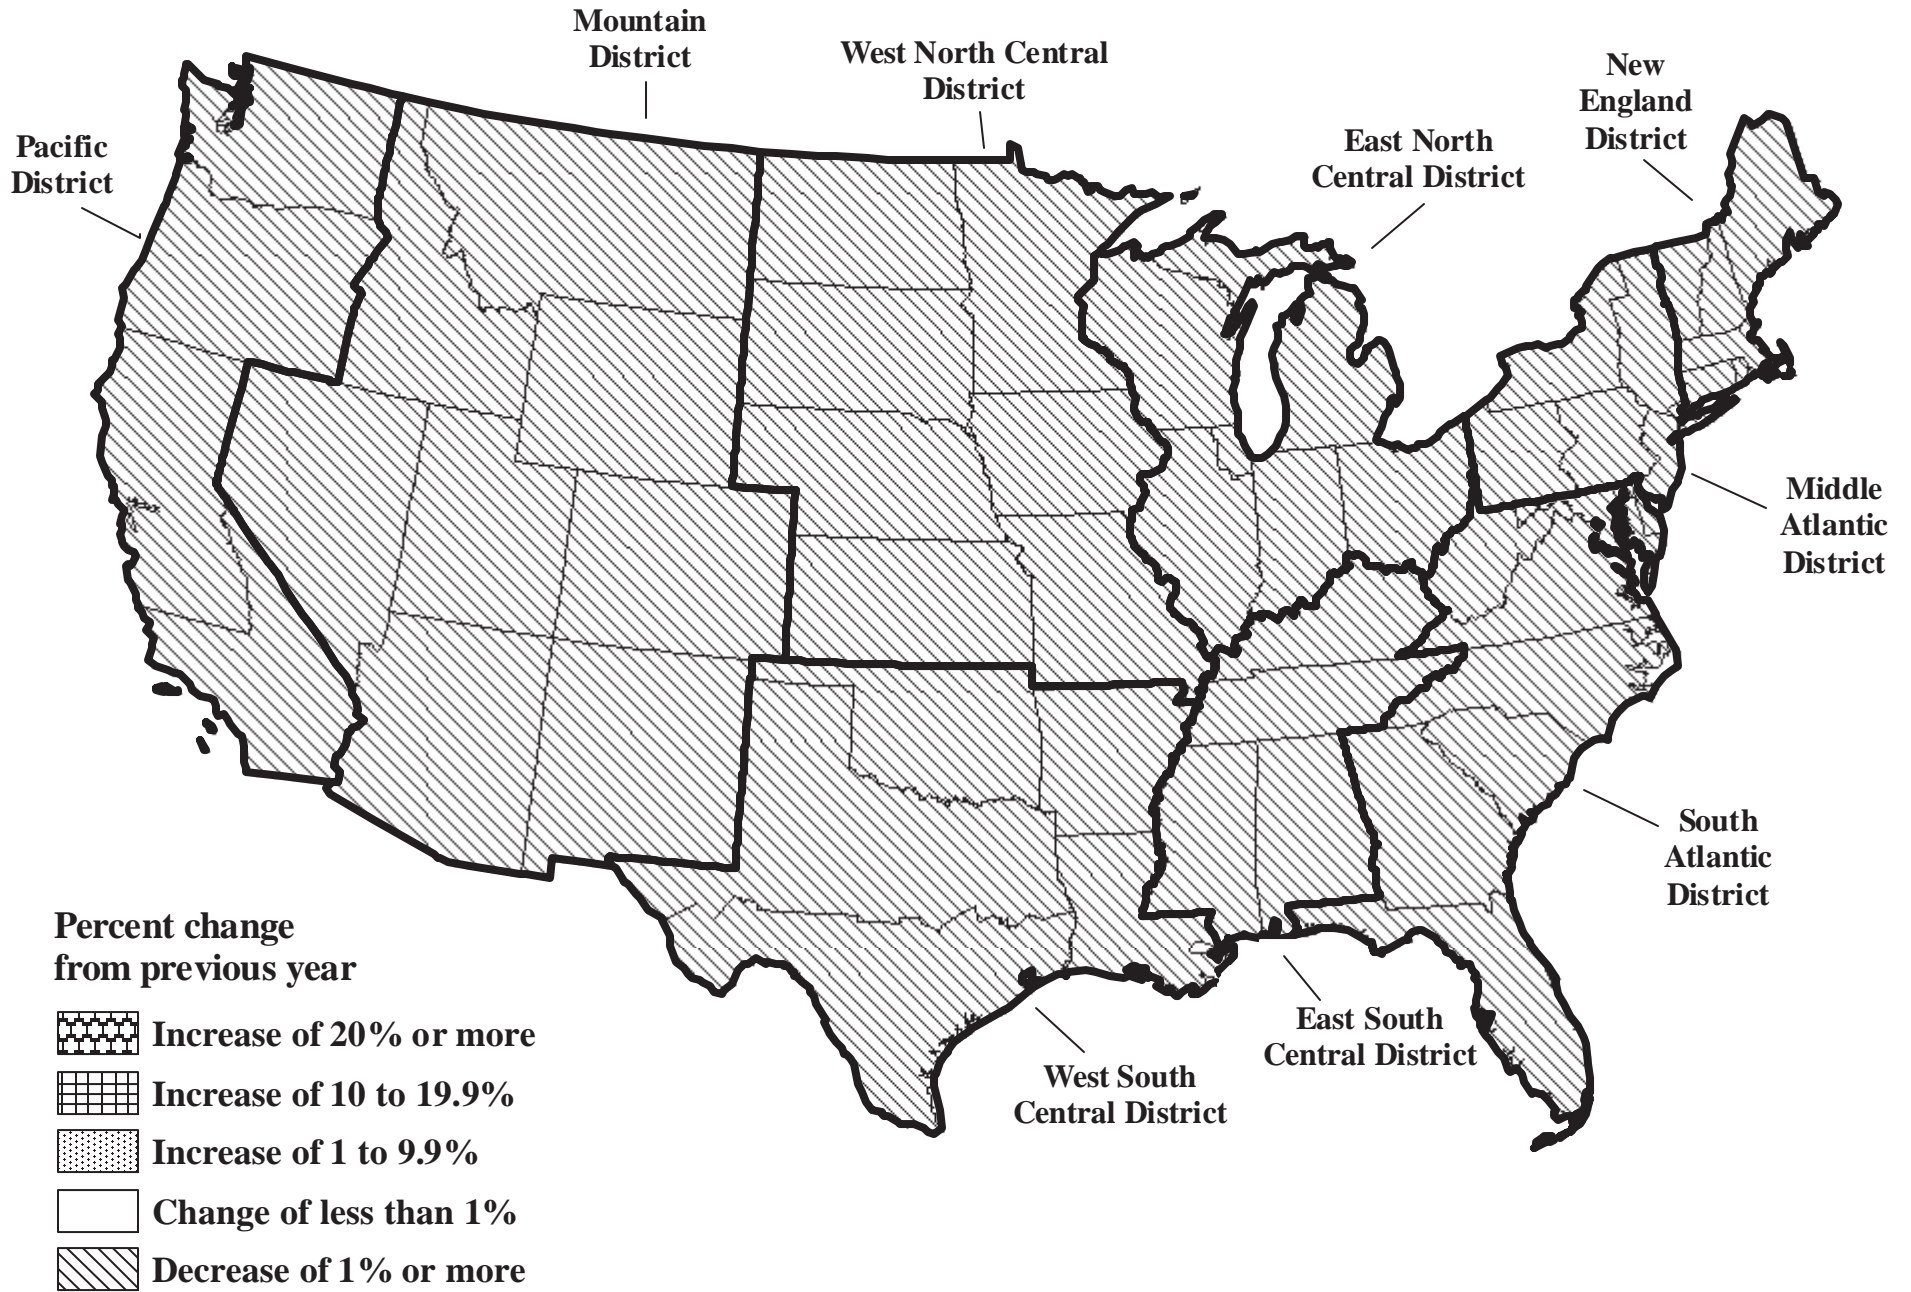 Mountain
District
West North Central
District
New
England
District
East North
Central District
Pacific
District
Middle
Atlantic
District
South
Atlantic
District
East South
Central District
West South
Central District
Percent change
from previous year
Increase of 20% or more
Increase of 10 to 19.9%
Increase of 1 to 9.9%
Change of less than 1%
Decrease of 1% or more